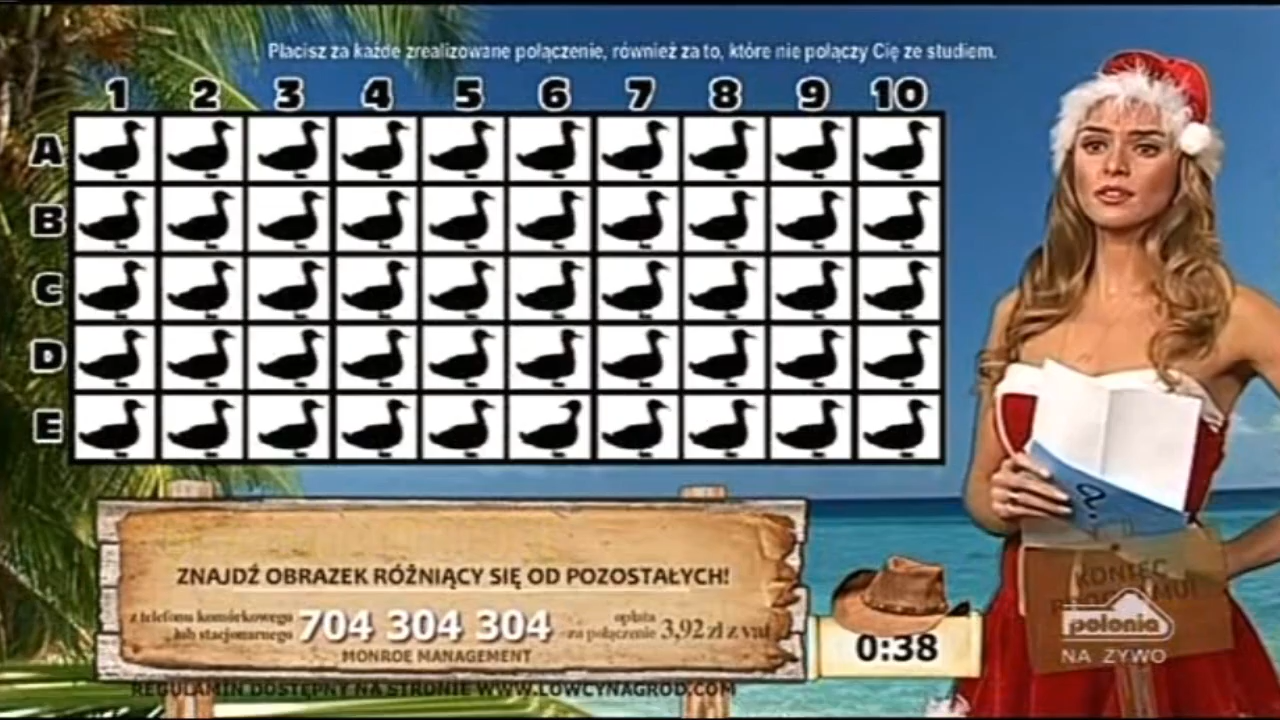 Płacisz za każde zrealizowane połączenie, również za to, które nie połączy Cię ze studiem.
1 2 3 4 5 6 7 8 9 10
A
B
C
D
E
ZNAJDŹ OBRAZEK RÓŻNIĄCY SIĘ OD POZOSTAŁYCH!
z telefonu komórkowego
lub stacjonarnego
704 304 304
opłata
za połączenie 3,92 zł z vat
MONROE MANAGEMENT
0:38
KONIEC
polonia
NA ZYWO
REGULAMIN DOSTĘPNY NA STRONIE WWW.LOWCYNAGROD.COM